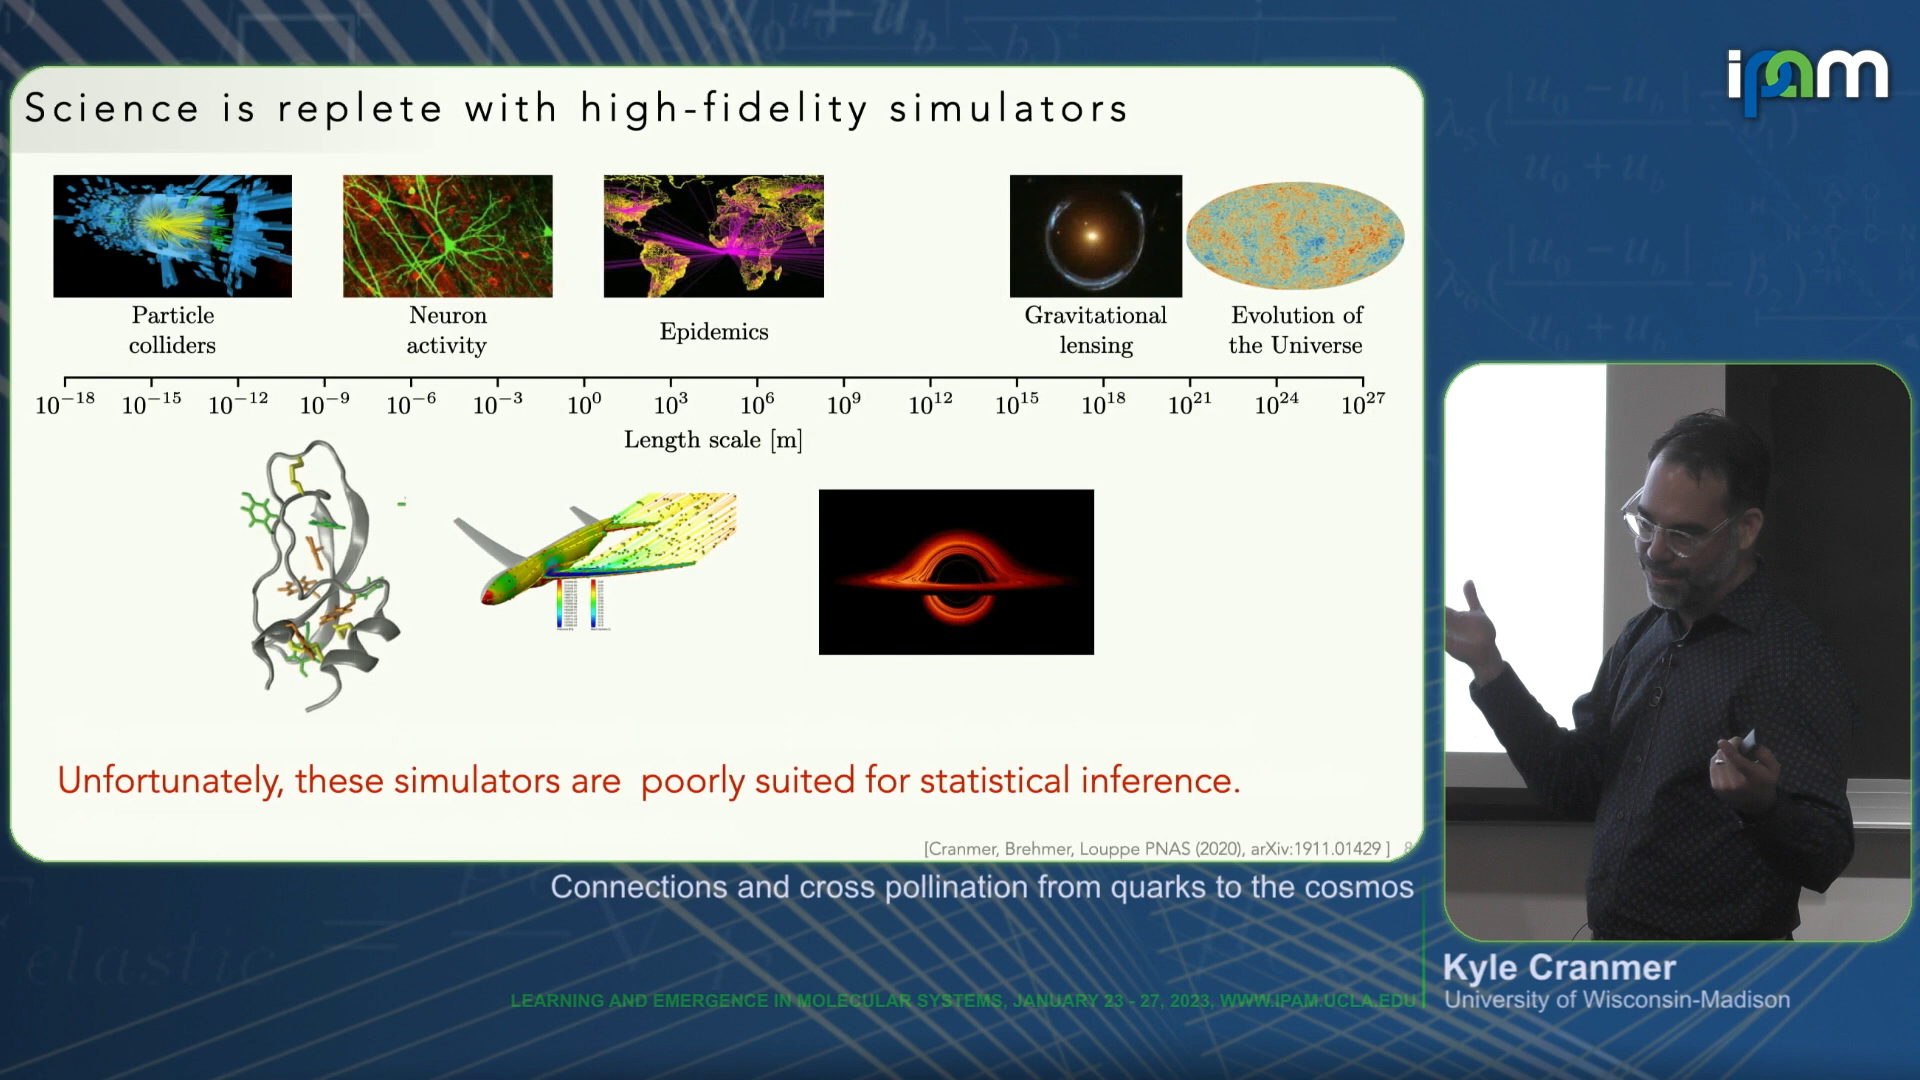 ipam
Science is replete with high-fidelity simulators
Particle
colliders
Neuron
activity
Epidemics
Gravitational
lensing
Evolution of
the Universe
10⁻¹⁸ 10⁻¹⁵ 10⁻¹² 10⁻⁹ 10⁻⁶ 10⁻³ 10⁰ 10³ 10⁶ 10⁹ 10¹² 10¹⁵ 10¹⁸ 10²¹ 10²⁴ 10²⁷
Length scale [m]
Unfortunately, these simulators are poorly suited for statistical inference.
[Cranmer, Brehmer, Louppe PNAS (2020), arXiv:1911.01429 ] 8
Connections and cross pollination from quarks to the cosmos
Kyle Cranmer
University of Wisconsin-Madison
LEARNING AND EMERGENCE IN MOLECULAR SYSTEMS, JANUARY 23 - 27, 2023, WWW.IPAM.UCLA.EDU
elastic